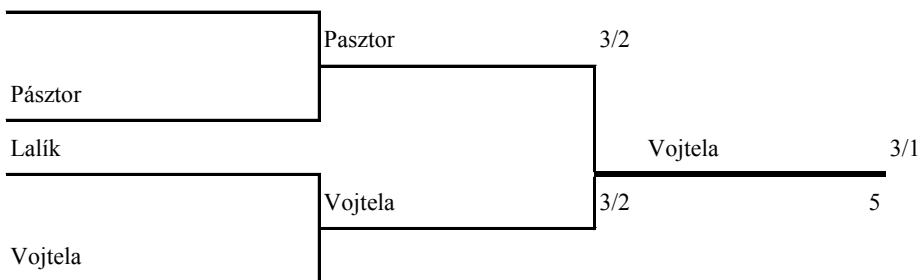 Pasztor 3/2
Pásztor
Lalík Vojtela 3/1
Vojtela 3/2 5
Vojtela